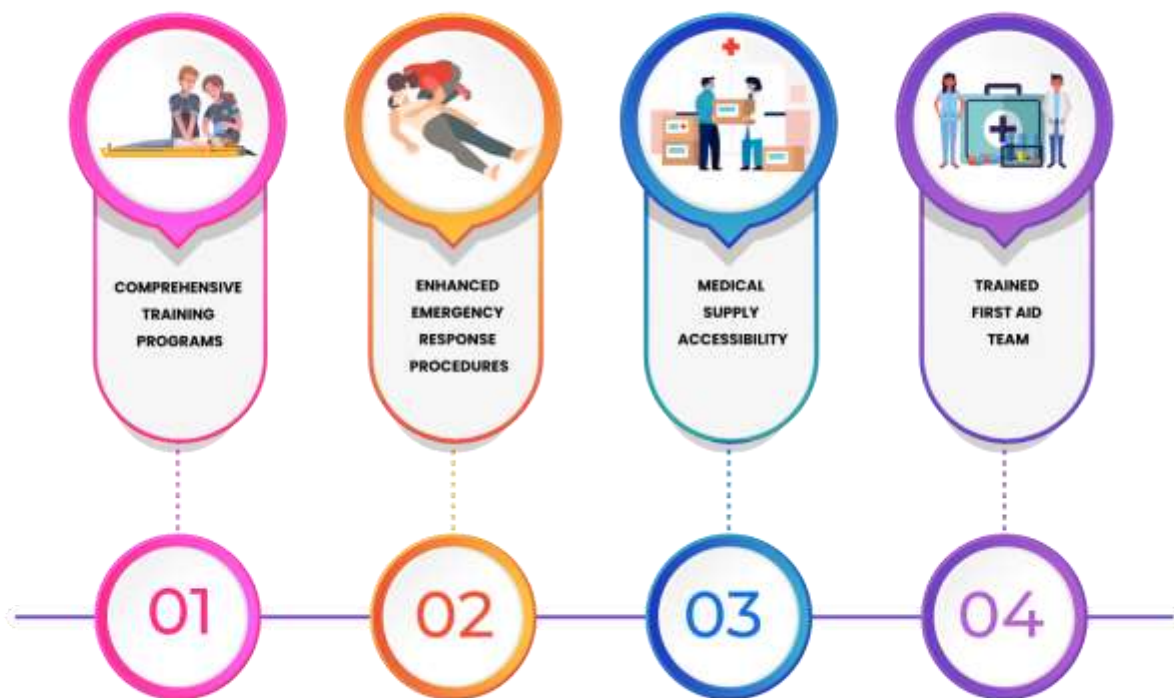 COMPREHENSIVE
TRAINING
PROGRAMS
ENHANCED
EMERGENCY
RESPONSE
PROCEDURES
MEDICAL
SUPPLY
ACCESSIBILITY
TRAINED
FIRST AID
TEAM
01
02
03
04